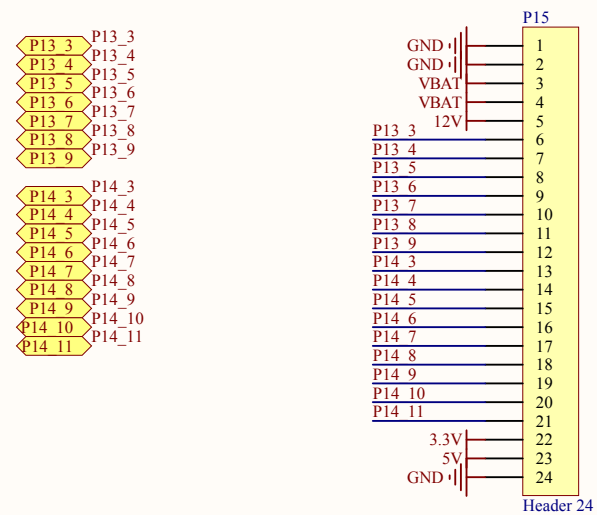 P13_3 P13_3
P13_4 P13_4
P13_5 P13_5
P13_6 P13_6
P13_7 P13_7
P13_8 P13_8
P13_9 P13_9
P14_3 P14_3
P14_4 P14_4
P14_5 P14_5
P14_6 P14_6
P14_7 P14_7
P14_8 P14_8
P14_9 P14_9
P14_10 P14_10
P14_11 P14_11
P15
GND 1
GND 2
VBAT 3
VBAT 4
12V 5
P13_3 6
P13_4 7
P13_5 8
P13_6 9
P13_7 10
P13_8 11
P13_9 12
P14_3 13
P14_4 14
P14_5 15
P14_6 16
P14_7 17
P14_8 18
P14_9 19
P14_10 20
P14_11 21
3.3V 22
5V 23
GND 24
Header 24